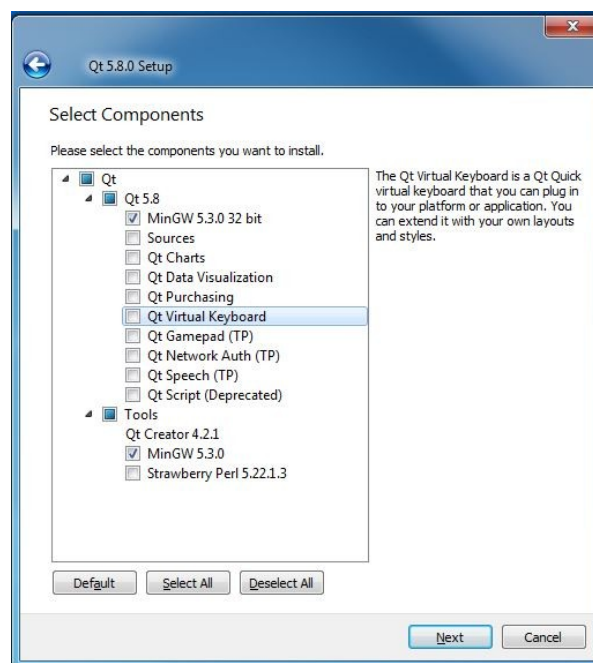 Qt 5.8.0 Setup
Select Components
Please select the components you want to install.
Qt
Qt 5.8
MinGW 5.3.0 32 bit
Sources
Qt Charts
Qt Data Visualization
Qt Purchasing
Qt Virtual Keyboard
Qt Gamepad (TP)
Qt Network Auth (TP)
Qt Speech (TP)
Qt Script (Deprecated)
Tools
Qt Creator 4.2.1
MinGW 5.3.0
Strawberry Perl 5.22.1.3
The Qt Virtual Keyboard is a Qt Quick
virtual keyboard that you can plug in
to your platform or application. You
can extend it with your own layouts
and styles.
Default
Select All
Deselect All
Next
Cancel